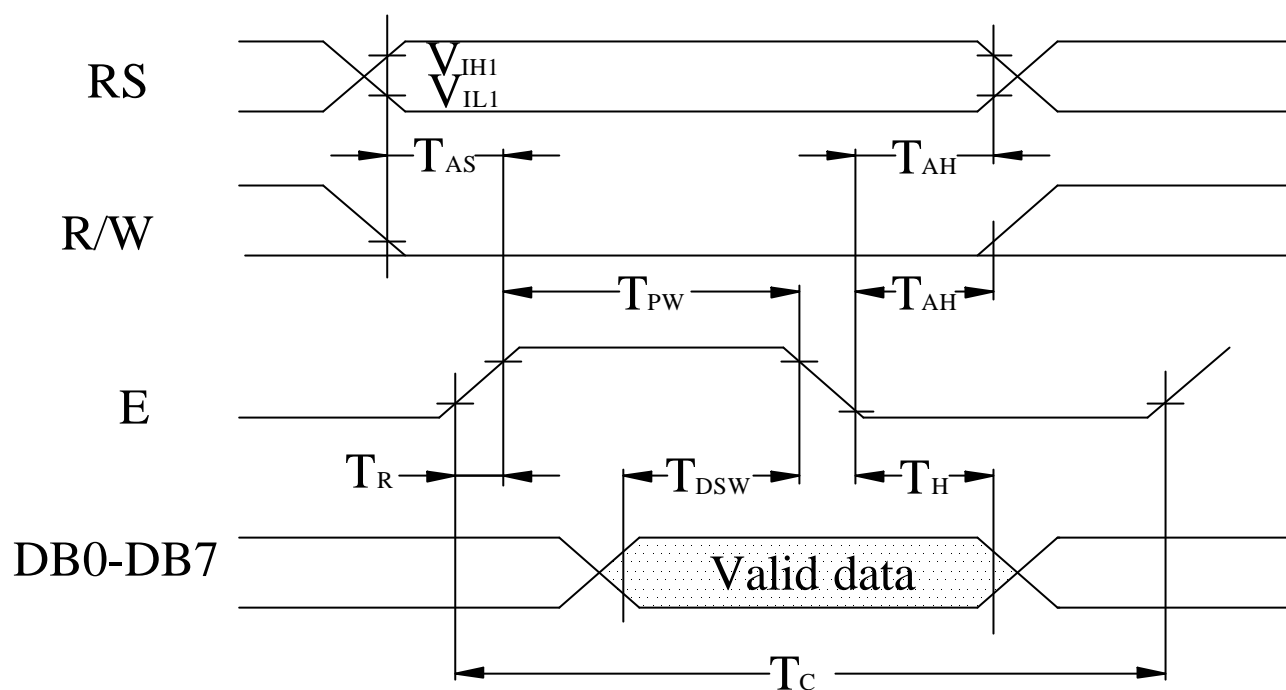 RS
VIH1
VIL1
TAS
TAH
R/W
TPW
TAH
E
TR
TDSW
TH
DB0-DB7
Valid data
TC